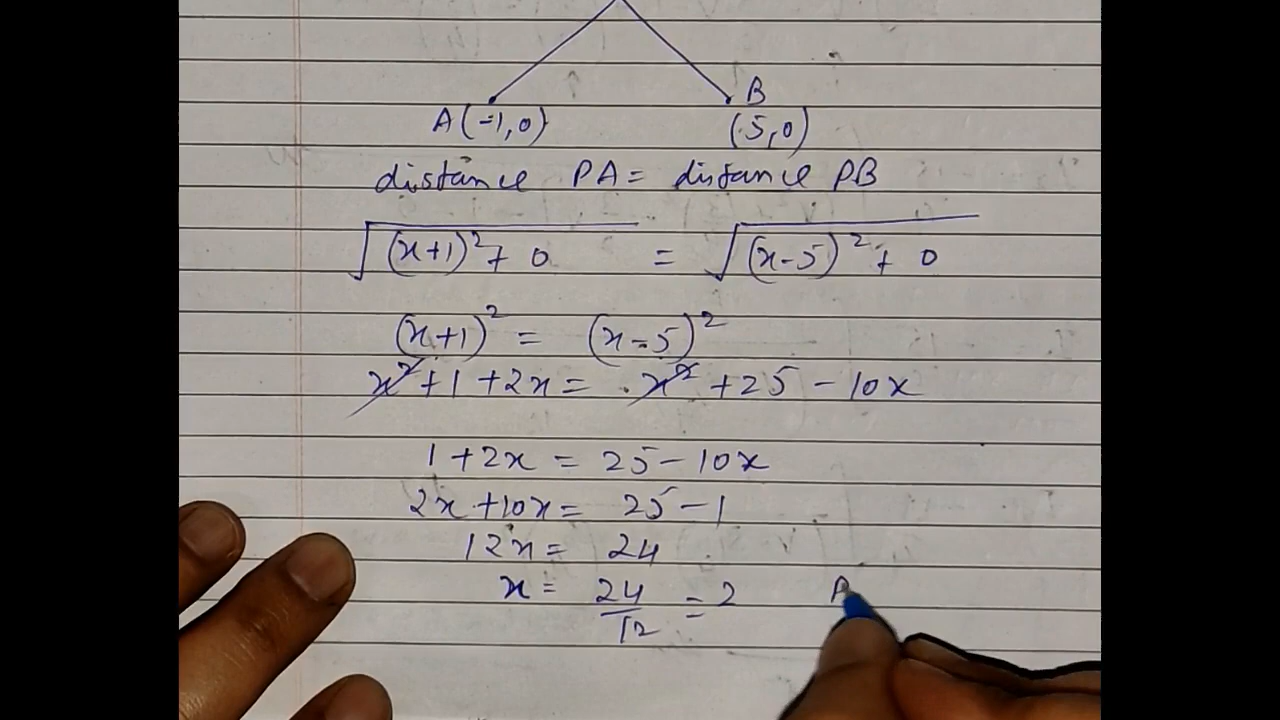 B
A(-1,0) (5,0)
distance PA = distance PB
√(x+1)² + 0 = √(x-5)² + 0
(x+1)² = (x-5)²
x² + 1 + 2x = x² + 25 - 10x
1 + 2x = 25 - 10x
2x + 10x = 25 - 1
12x = 24
x = 24/12 = 2 P